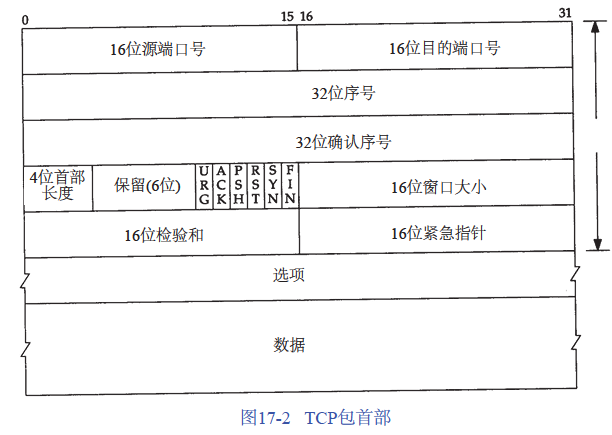 0 15 16 31
16位源端口号 16位目的端口号
32位序号
32位确认序号
4位首部
长度
保留(6位)
URG ACK PSH RST SYN FIN
16位窗口大小
16位检验和 16位紧急指针
选项
数据
图17-2 TCP包首部